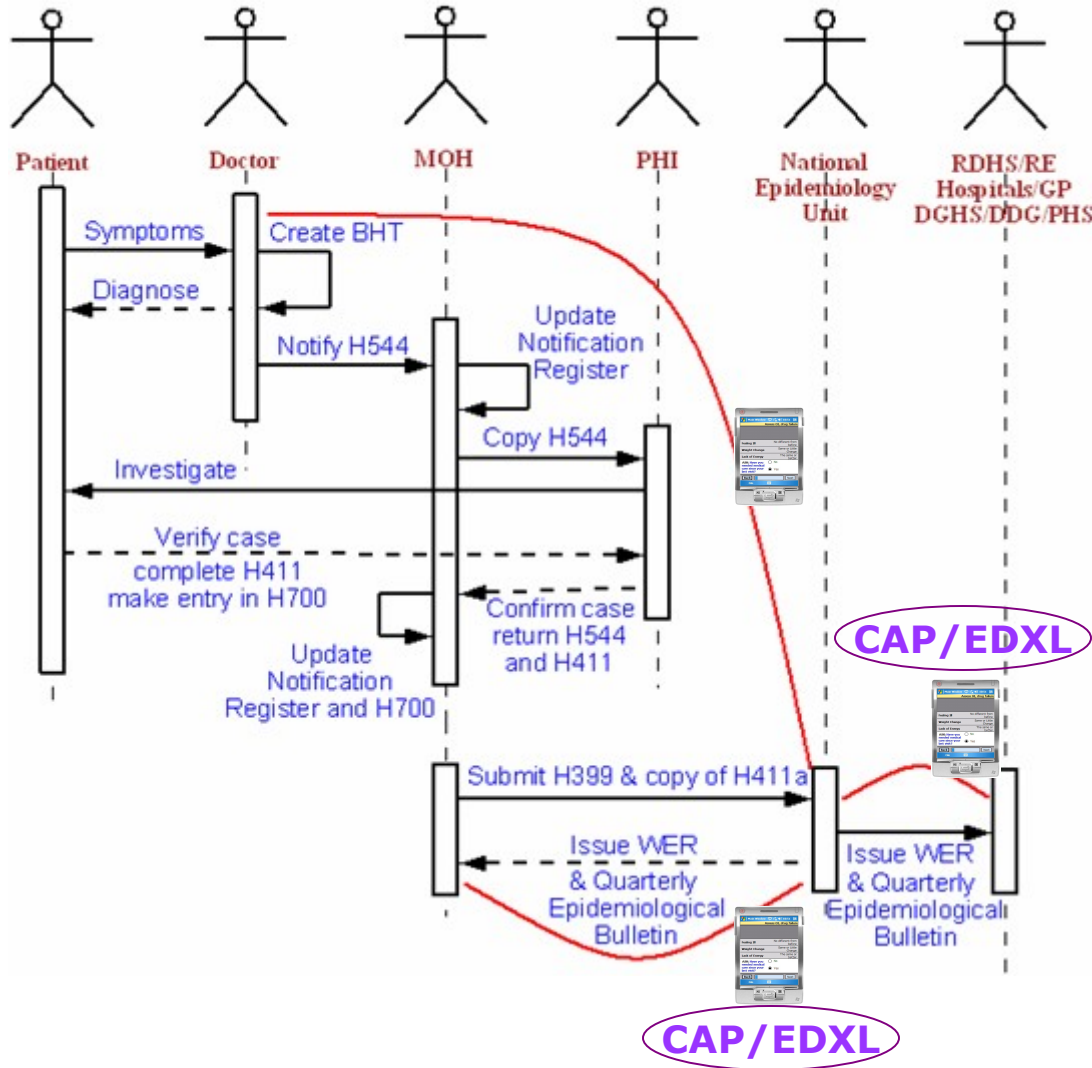 Patient
Doctor
MOH
PHI
National
Epidemiology
Unit
RDHS/RE
Hospitals/GP
DGHS/DDG/PHS
Symptoms
Create BHT
Diagnose
Notify H544
Update
Notification
Register
Copy H544
Investigate
Verify case
complete H411
make entry in H700
Confirm case
return H544
and H411
Update
Notification
Register and H700
CAP/EDXL
Submit H399 & copy of H411a
Issue WER
& Quarterly
Epidemiological
Bulletin
Issue WER
& Quarterly
Epidemiological
Bulletin
CAP/EDXL